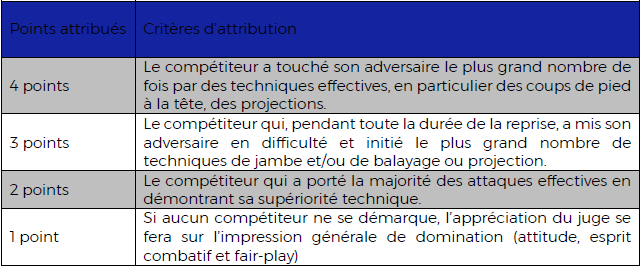 Points attribués Critères d'attribution
4 points
Le compétiteur a touché son adversaire le plus grand nombre de
fois par des techniques effectives, en particulier des coups de pied
à la tête, des projections.
3 points
Le compétiteur qui, pendant toute la durée de la reprise, a mis son
adversaire en difficulté et initié le plus grand nombre de
techniques de jambe et/ou de balayage ou projection.
2 points
Le compétiteur qui a porté la majorité des attaques effectives en
démontrant sa supériorité technique.
1 point
Si aucun compétiteur ne se démarque, l'appréciation du juge se
fera sur l'impression générale de domination (attitude, esprit
combatif et fair-play)